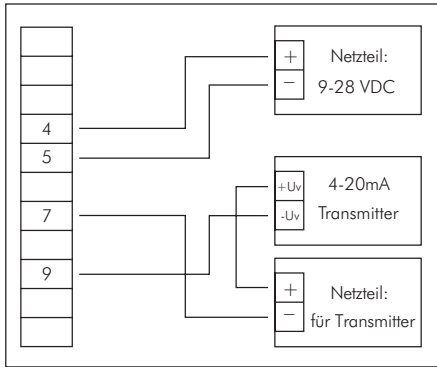 4
5
7
9
+
−
Netzteil:
9-28 VDC
+Uv
-Uv
4-20mA
Transmitter
+
−
Netzteil:
für Transmitter